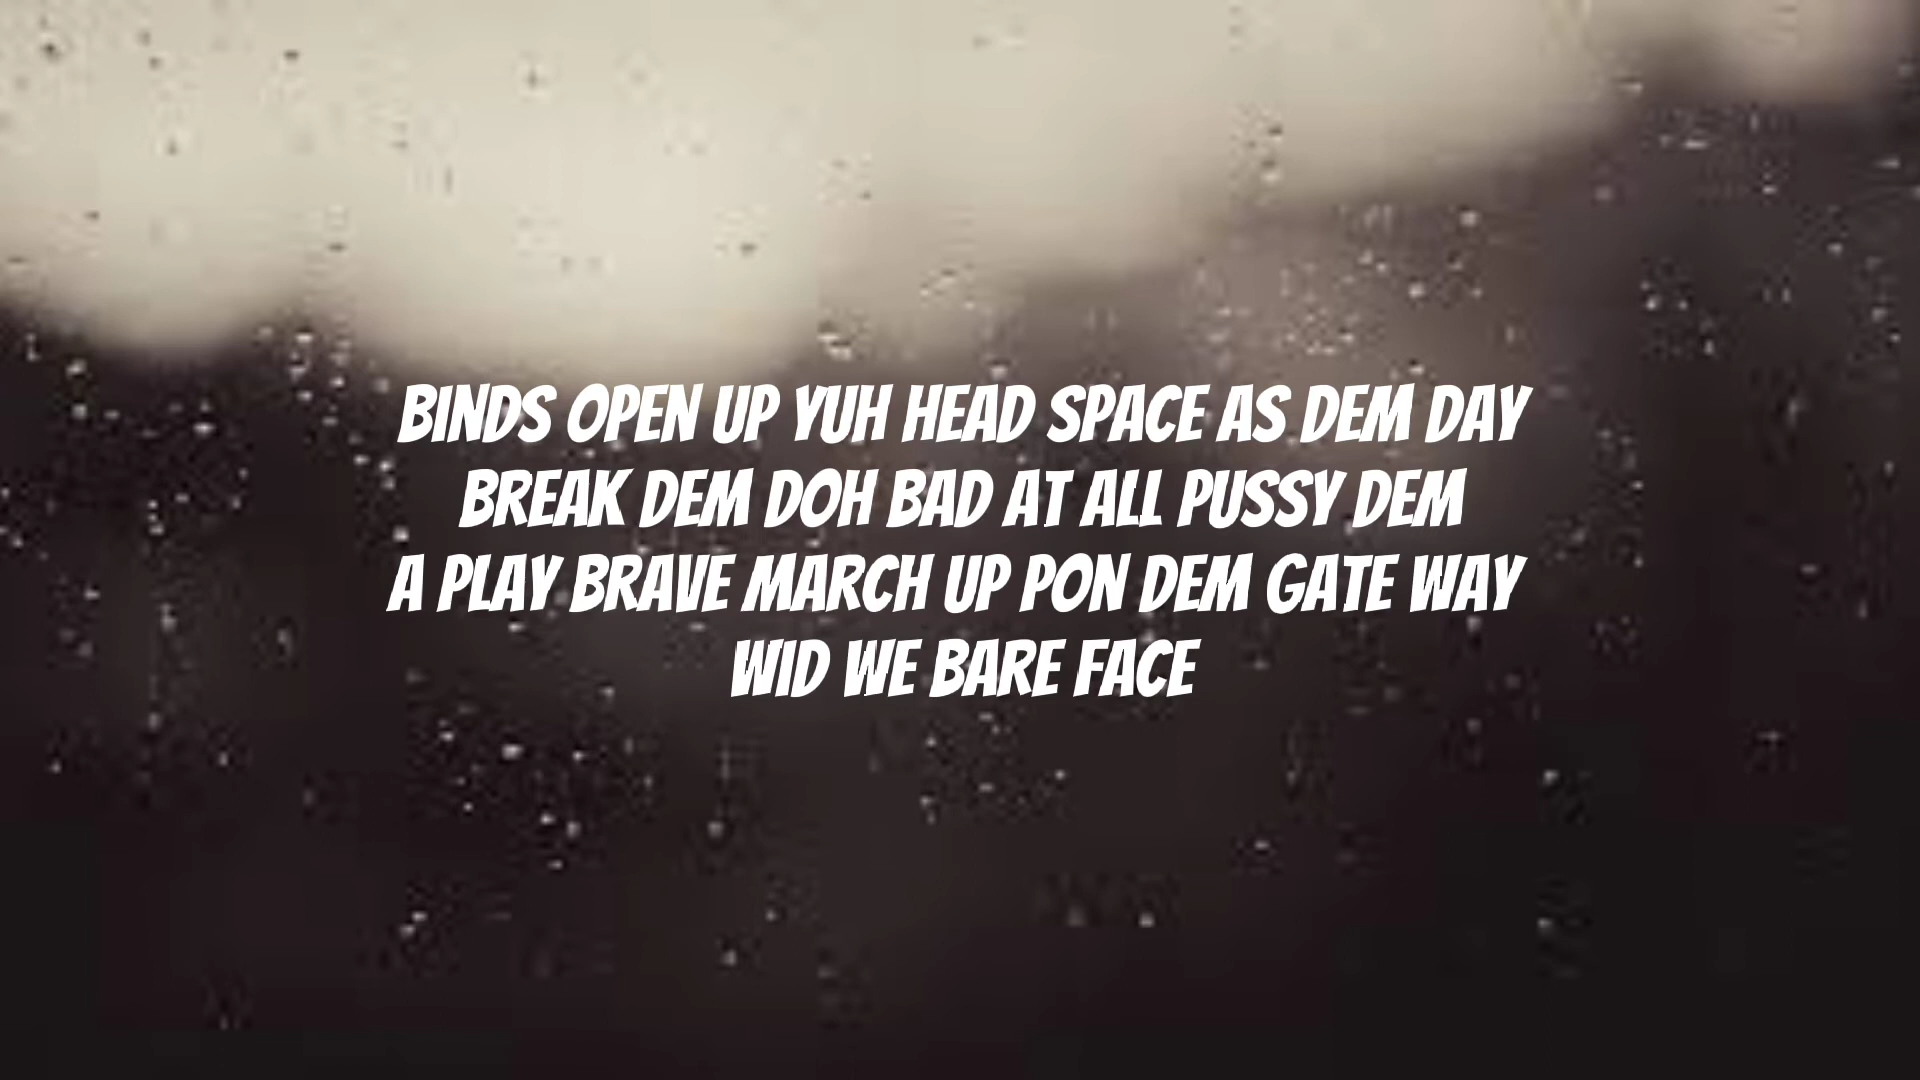 BINDS OPEN UP YUH HEAD SPACE AS DEM DAY
BREAK DEM DOH BAD AT ALL PUSSY DEM
A PLAY BRAVE MARCH UP PON DEM GATE WAY
WID WE BARE FACE